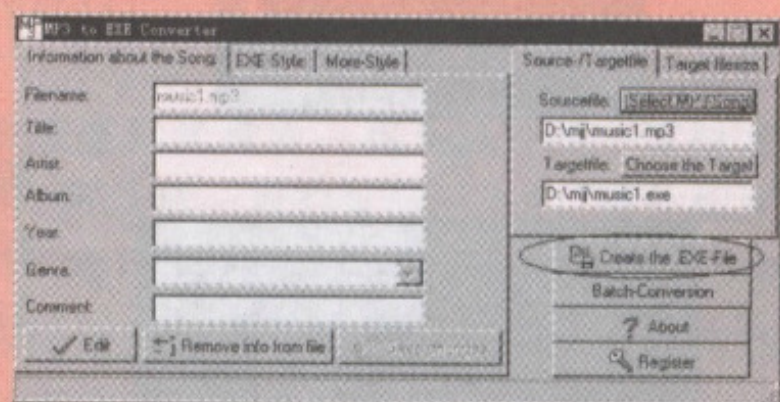 MP3 to EXE Converter
Information about the Song EXE-Style More-Style
Filename: music1.mp3
Title:
Artist:
Album:
Year:
Genre:
Comment:
Edit Remove info from file
Source-/Targetfile Target filesize
Sourcefile:
D:\mj\music1.mp3
Targetfile: Choose the Target
D:\mj\music1.exe
Create the .EXE-File
Batch-Conversion
? About
Register